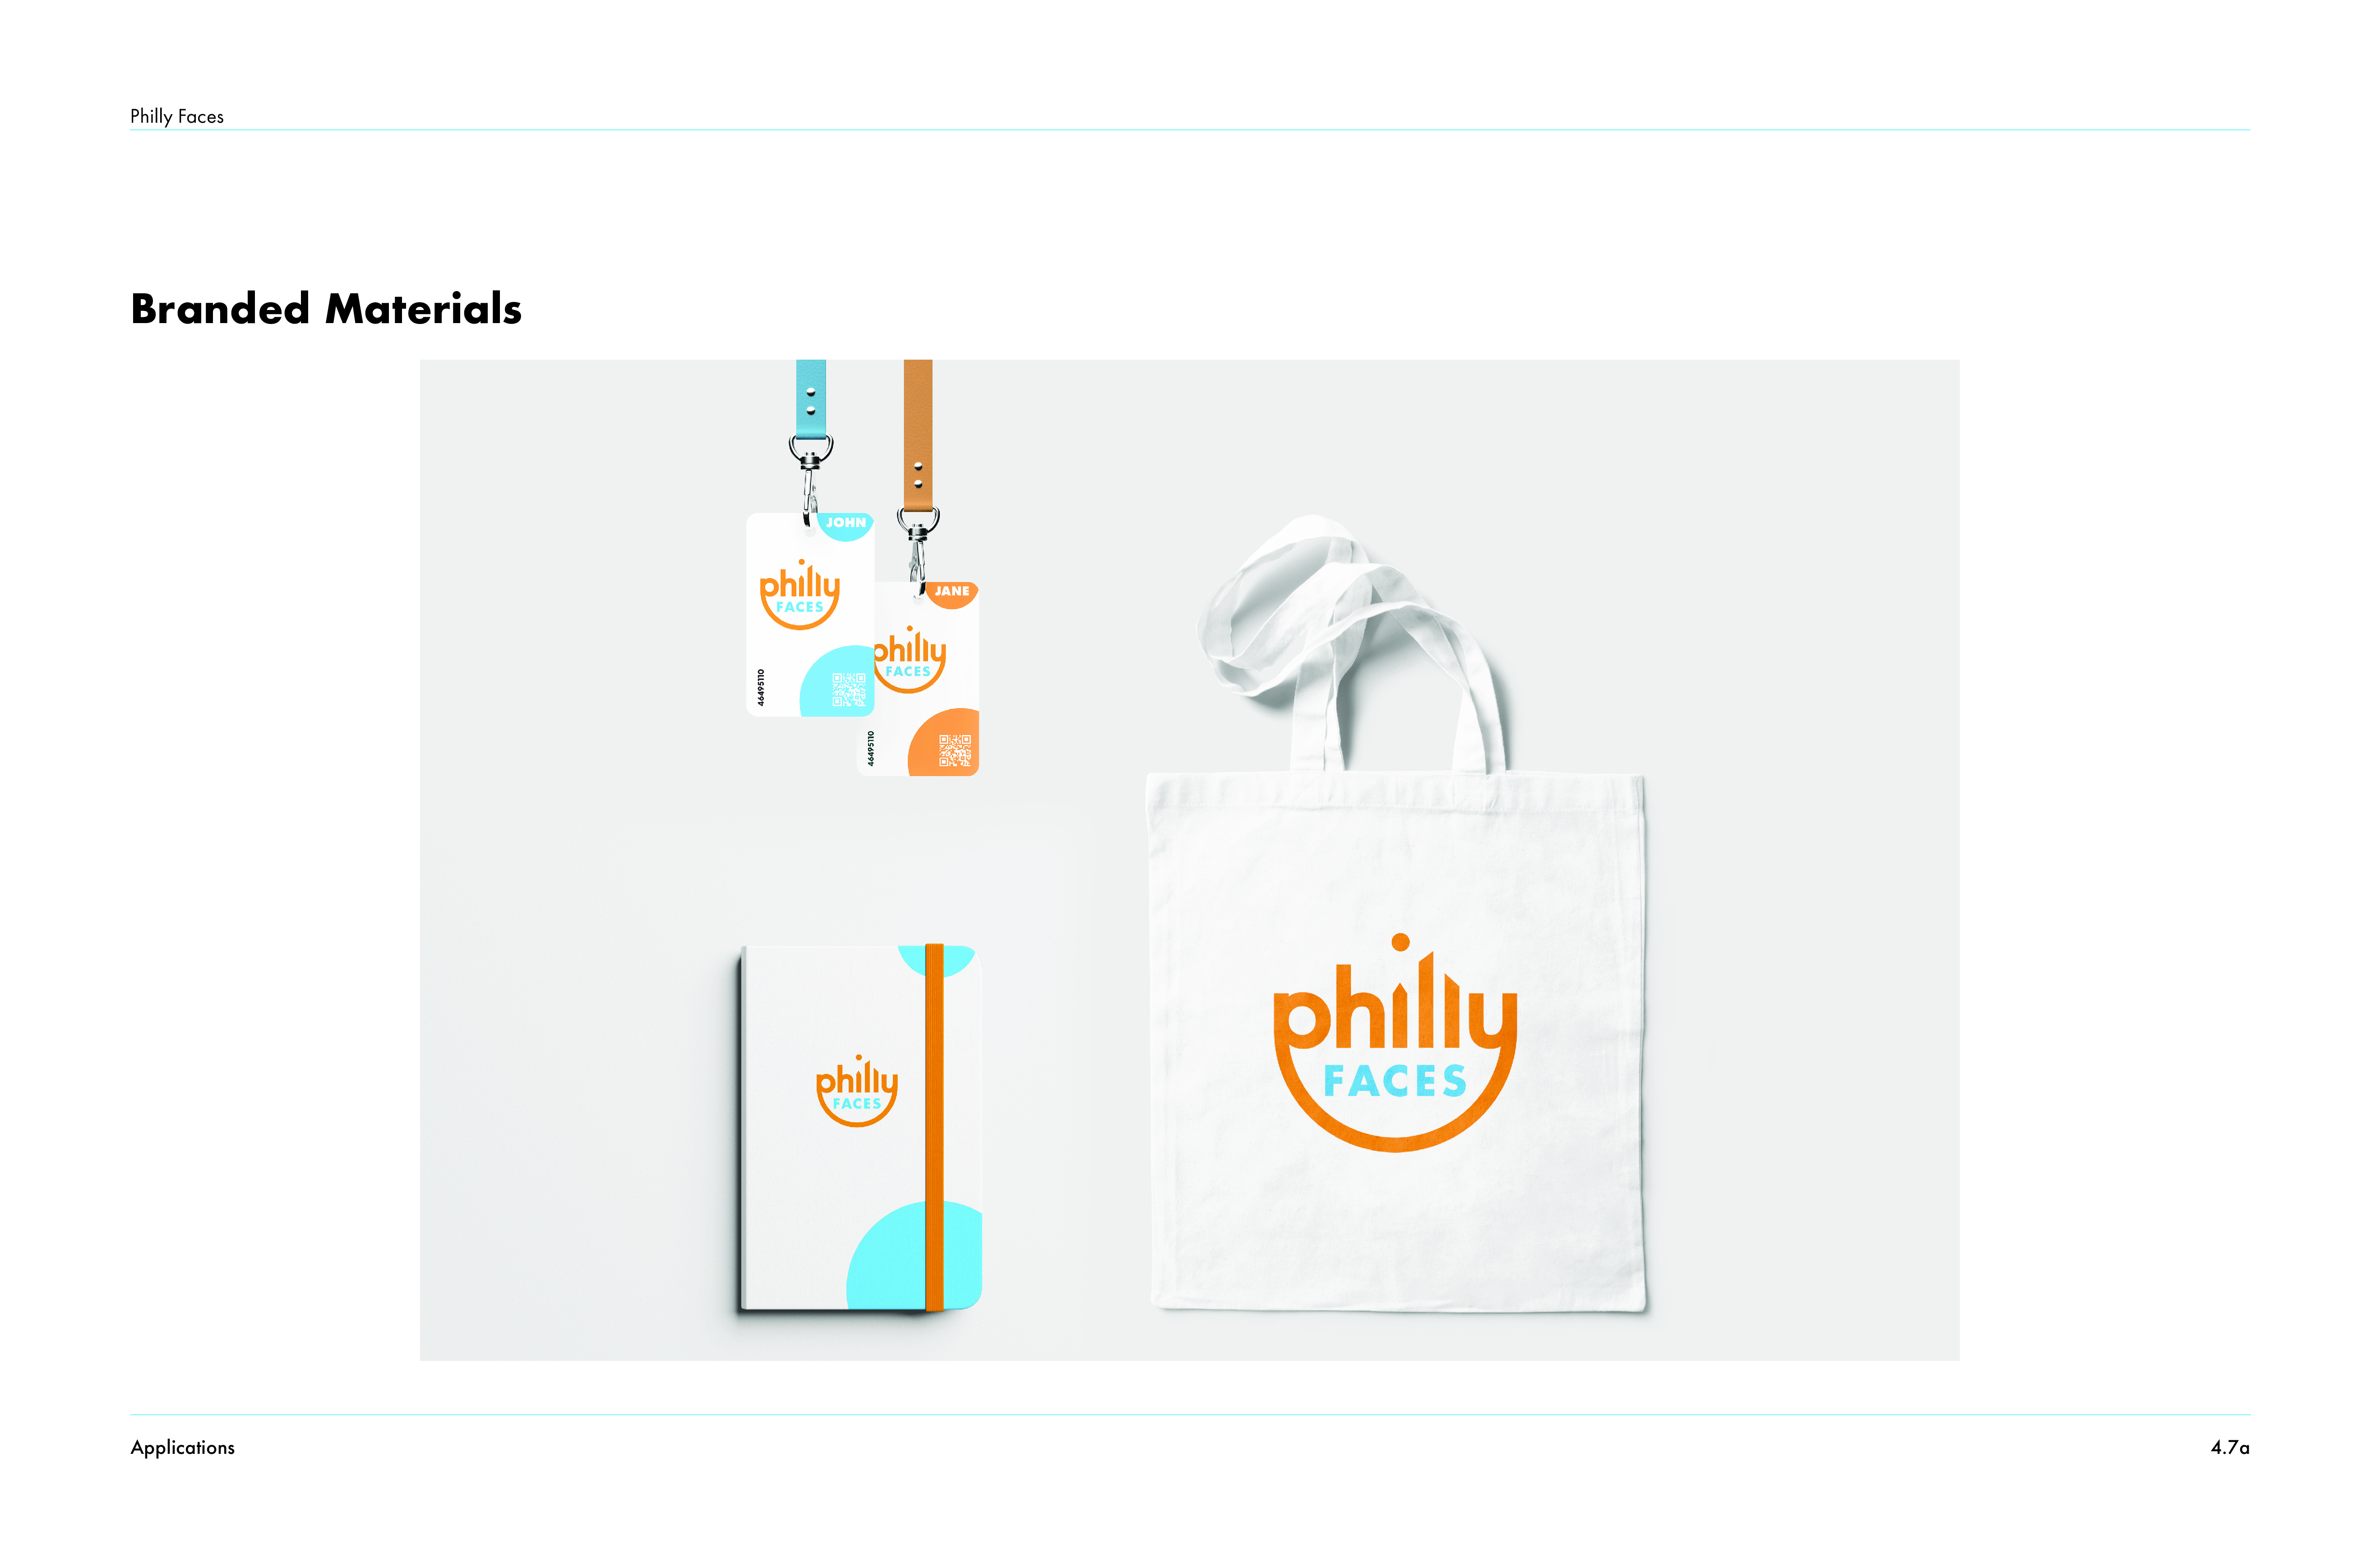 Philly Faces
Branded Materials
JOHN
philly
FACES
46495110
JANE
philly
FACES
46495110
philly
FACES
philly
FACES
Applications
4.7a